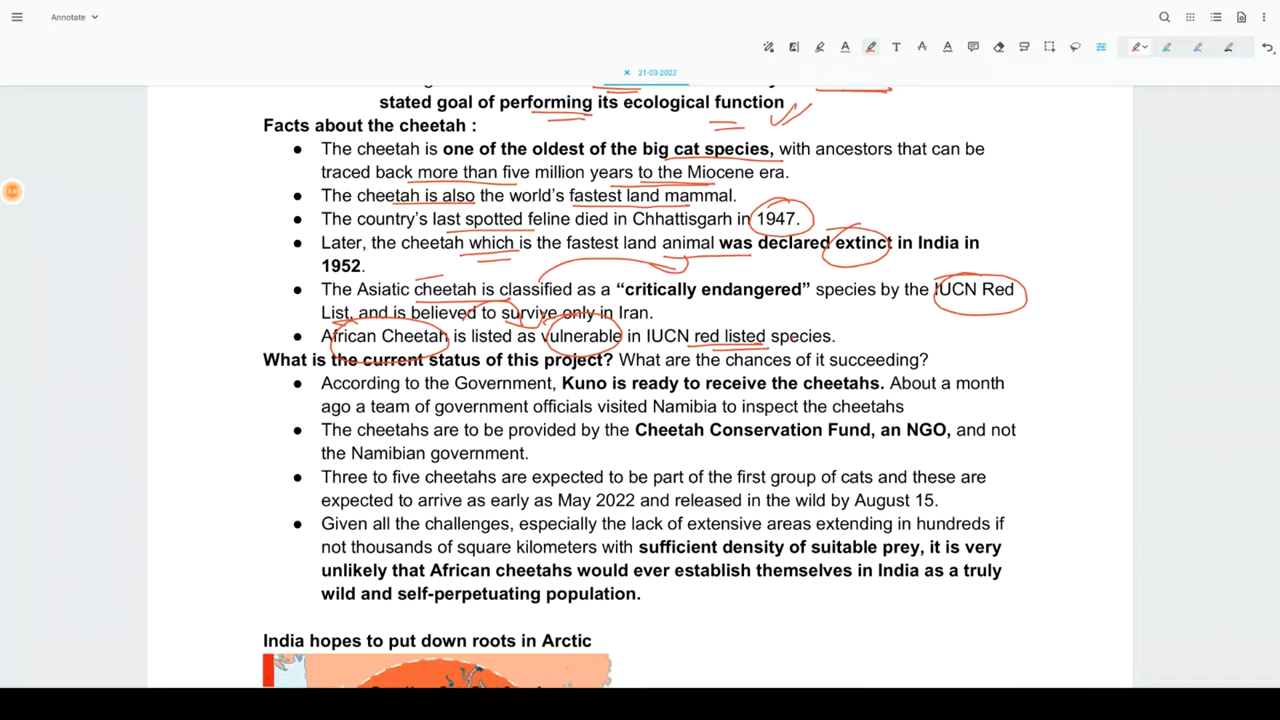 Annotate
21-03-2022
stated goal of performing its ecological function
Facts about the cheetah :
● The cheetah is one of the oldest of the big cat species, with ancestors that can be
traced back more than five million years to the Miocene era.
● The cheetah is also the world's fastest land mammal.
● The country's last spotted feline died in Chhattisgarh in 1947.
● Later, the cheetah which is the fastest land animal was declared extinct in India in
1952.
● The Asiatic cheetah is classified as a “critically endangered” species by the IUCN Red
List, and is believed to survive only in Iran.
● African Cheetah is listed as vulnerable in IUCN red listed species.
What is the current status of this project? What are the chances of it succeeding?
● According to the Government, Kuno is ready to receive the cheetahs. About a month
ago a team of government officials visited Namibia to inspect the cheetahs
● The cheetahs are to be provided by the Cheetah Conservation Fund, an NGO, and not
the Namibian government.
● Three to five cheetahs are expected to be part of the first group of cats and these are
expected to arrive as early as May 2022 and released in the wild by August 15.
● Given all the challenges, especially the lack of extensive areas extending in hundreds if
not thousands of square kilometers with sufficient density of suitable prey, it is very
unlikely that African cheetahs would ever establish themselves in India as a truly
wild and self-perpetuating population.
India hopes to put down roots in Arctic